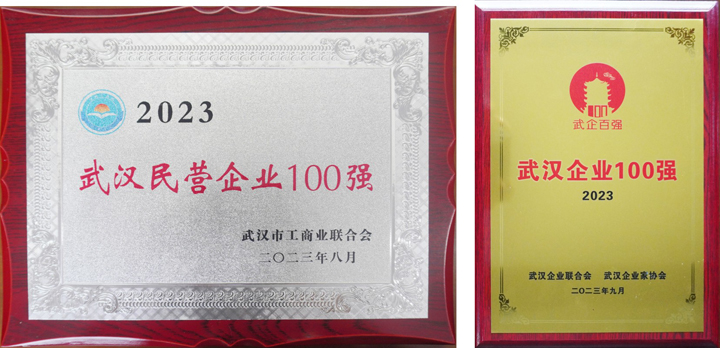 2023
武汉民营企业100强
武汉市工商业联合会
二〇二三年八月
武企百强
武汉企业100强
2023
武汉企业联合会 武汉企业家协会
二〇二三年九月